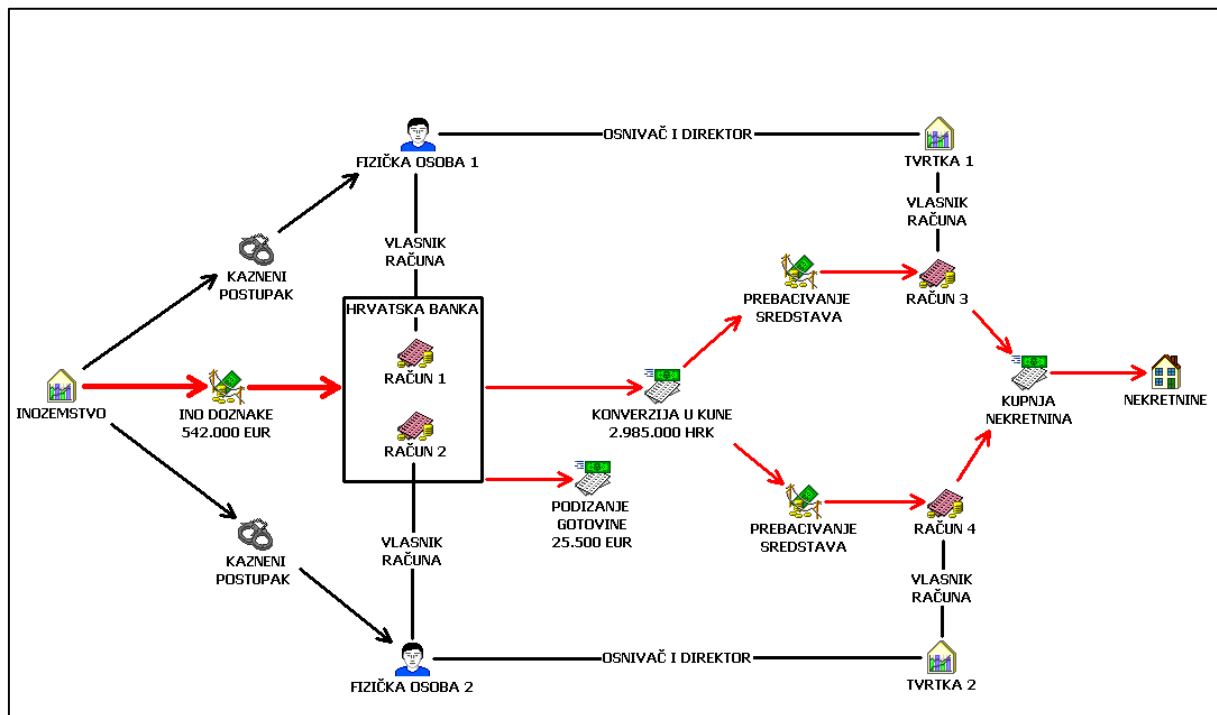 OSNIVAČ I DIREKTOR
FIZIČKA OSOBA 1
TVRTKA 1
VLASNIK
RAČUNA
VLASNIK
RAČUNA
KAZNENI
POSTUPAK
PREBACIVANJE
SREDSTAVA
RAČUN 3
HRVATSKA BANKA
RAČUN 1
INOZEMSTVO
INO DOZNAKE
542.000 EUR
KONVERZIJA U KUNE
2.985.000 HRK
KUPNJA
NEKRETNINA
NEKRETNINE
RAČUN 2
PODIZANJE
GOTOVINE
25.500 EUR
PREBACIVANJE
SREDSTAVA
RAČUN 4
KAZNENI
POSTUPAK
VLASNIK
RAČUNA
VLASNIK
RAČUNA
OSNIVAČ I DIREKTOR
FIZIČKA OSOBA 2
TVRTKA 2